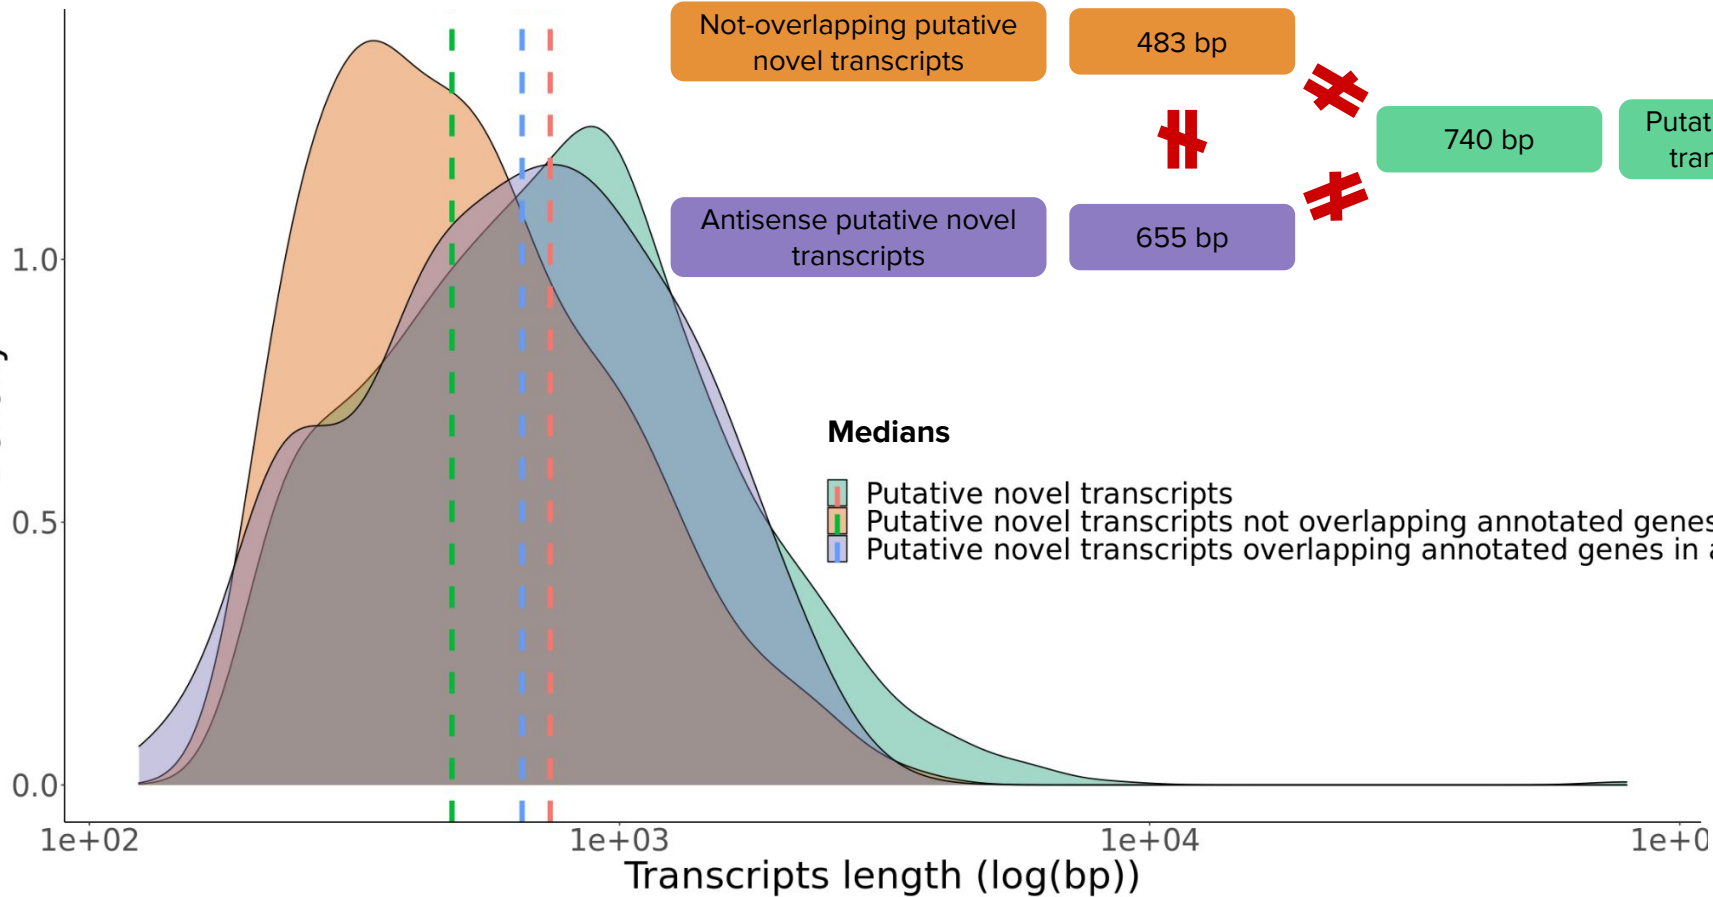 Not-overlapping putative
novel transcripts
483 bp
740 bp
Antisense putative novel
transcripts
655 bp
1.0
0.5
0.0
Medians
Putative novel transcripts
Putative novel transcripts not overlapping annotated genes
Putative novel transcripts overlapping annotated genes in
1e+02
1e+03
1e+04
Transcripts length (log(bp))